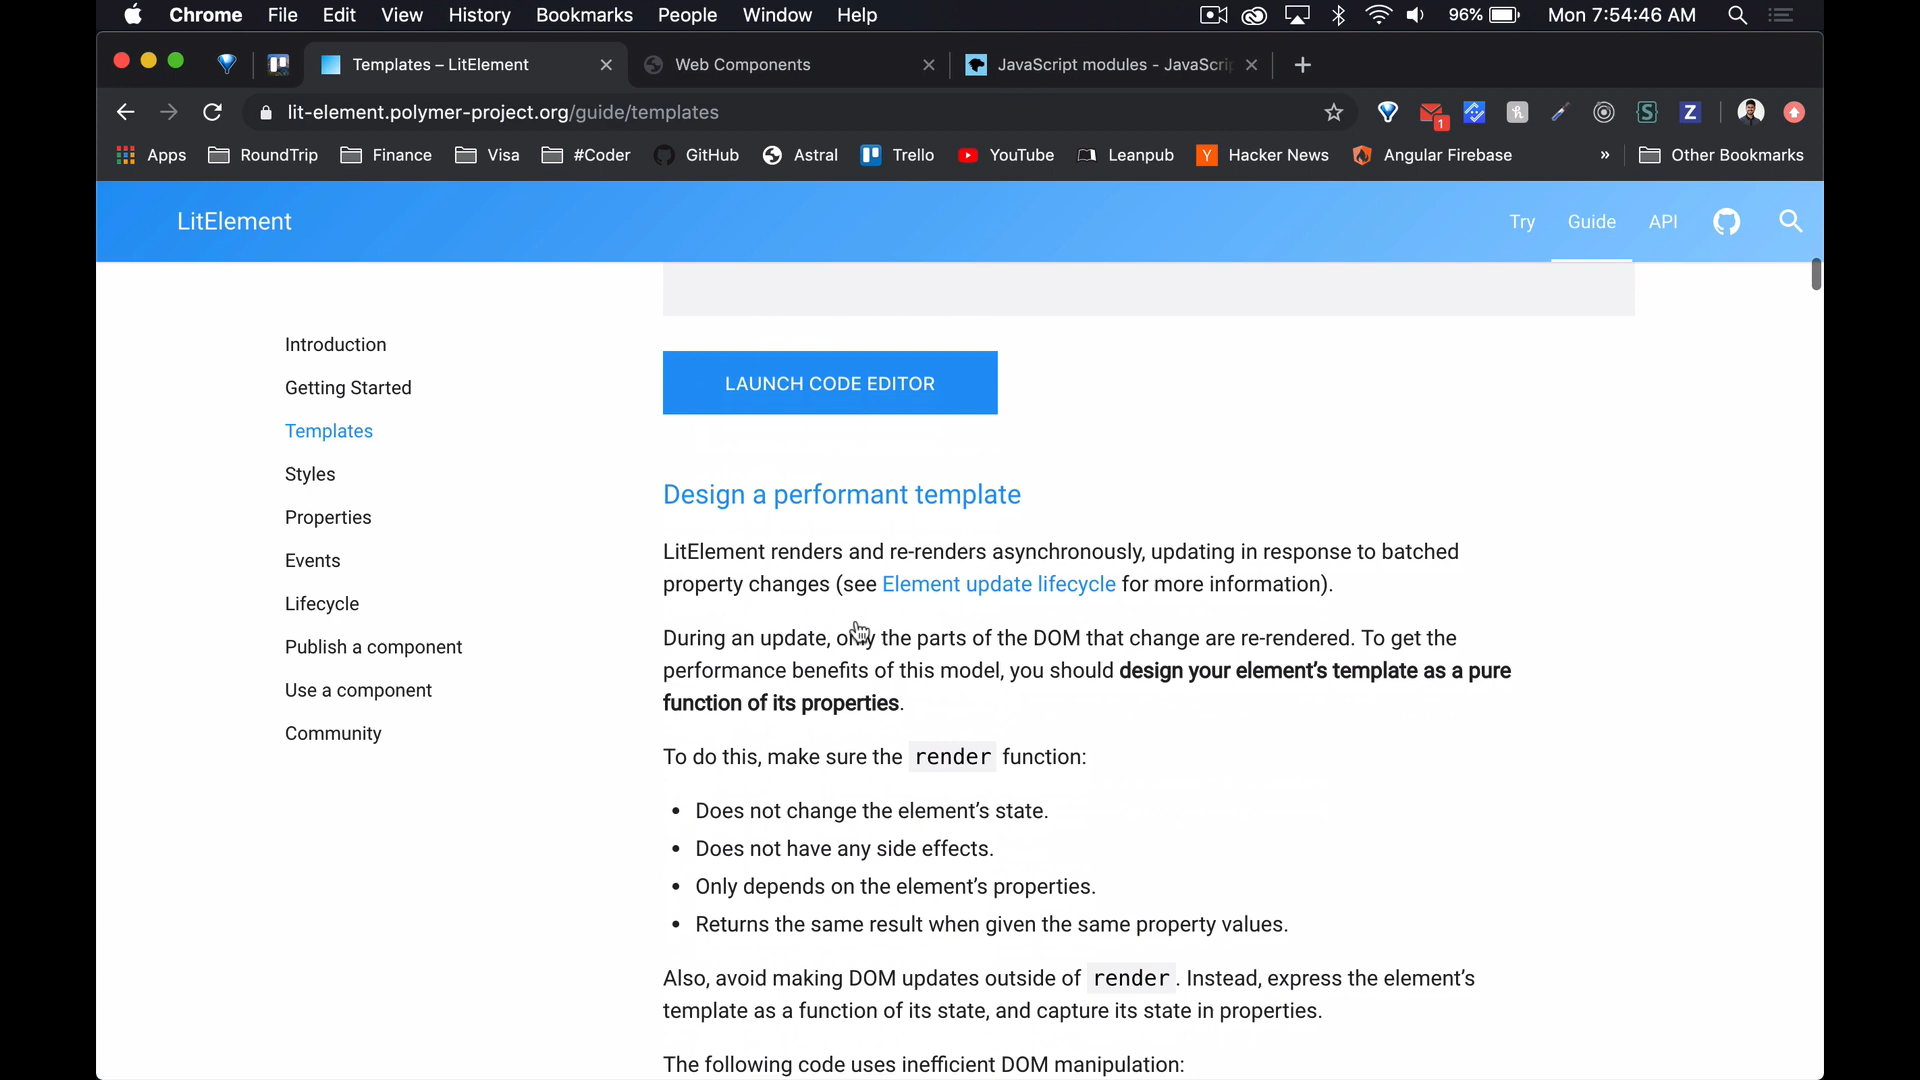 Chrome File Edit View History Bookmarks People Window Help 96% Mon 7:54:46 AM
Templates – LitElement Web Components JavaScript modules - JavaScri
lit-element.polymer-project.org/guide/templates 1
Apps RoundTrip Finance Visa #Coder GitHub Astral Trello YouTube Leanpub Hacker News Angular Firebase » Other Bookmarks
LitElement Try Guide API
Introduction
Getting Started
Templates
Styles
Properties
Events
Lifecycle
Publish a component
Use a component
Community
LAUNCH CODE EDITOR
Design a performant template
LitElement renders and re-renders asynchronously, updating in response to batched
property changes (see Element update lifecycle for more information).
During an update, only the parts of the DOM that change are re-rendered. To get the
performance benefits of this model, you should design your element’s template as a pure
function of its properties.
To do this, make sure the render function:
• Does not change the element’s state.
• Does not have any side effects.
• Only depends on the element’s properties.
• Returns the same result when given the same property values.
Also, avoid making DOM updates outside of render. Instead, express the element’s
template as a function of its state, and capture its state in properties.
The following code uses inefficient DOM manipulation: